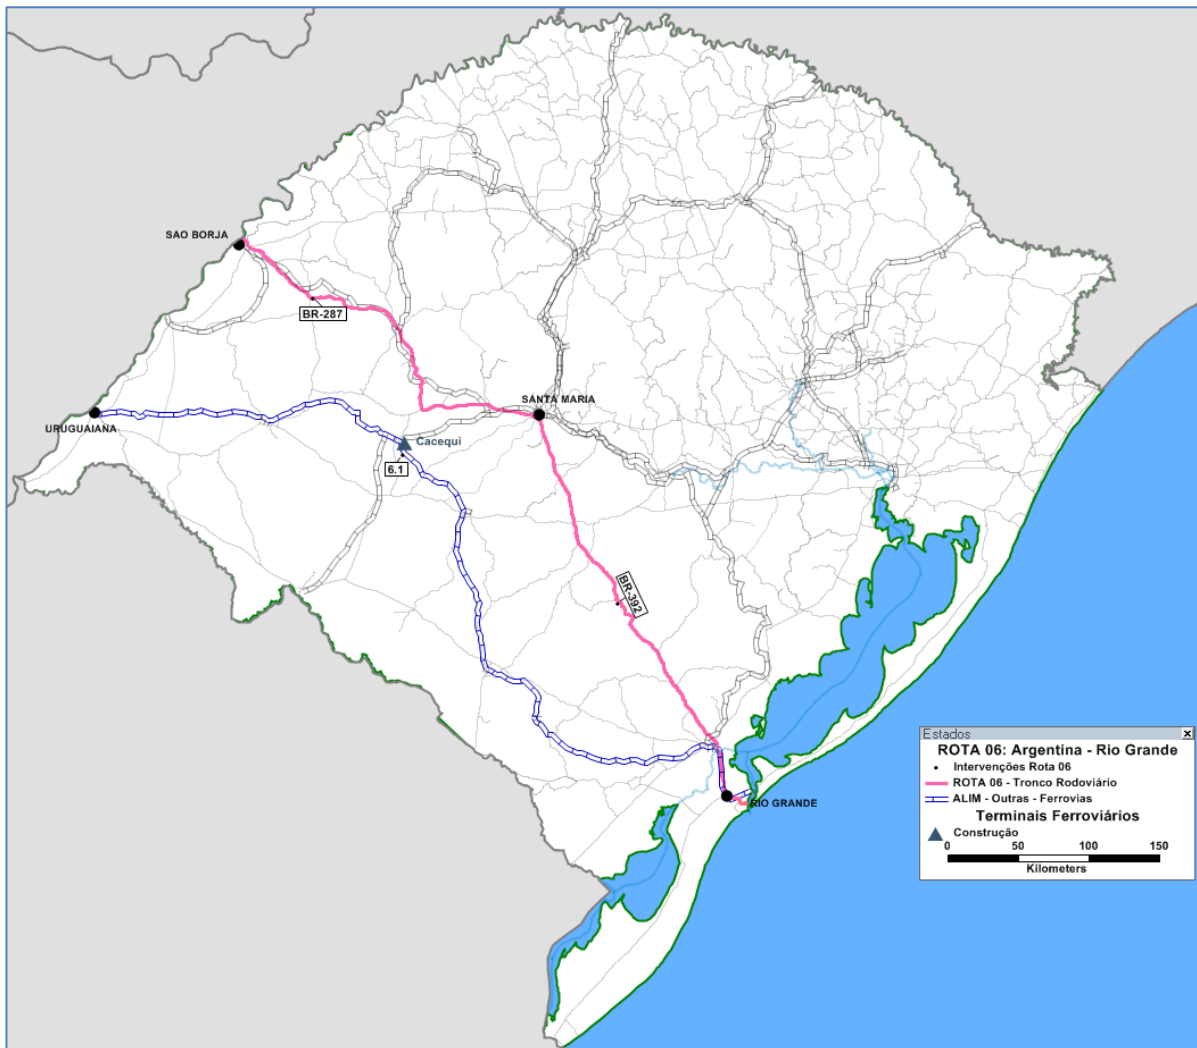 SAO BORJA
BR-287
SANTA MARIA
URUGUAIANA
Cacequi
6.1
BR-392
RIO GRANDE
Estados
ROTA 06: Argentina - Rio Grande
Intervenções Rota 06
ROTA 06 - Tronco Rodoviário
ALIM - Outras - Ferrovias
Terminais Ferroviários
Construção
0 50 100 150
Kilometers